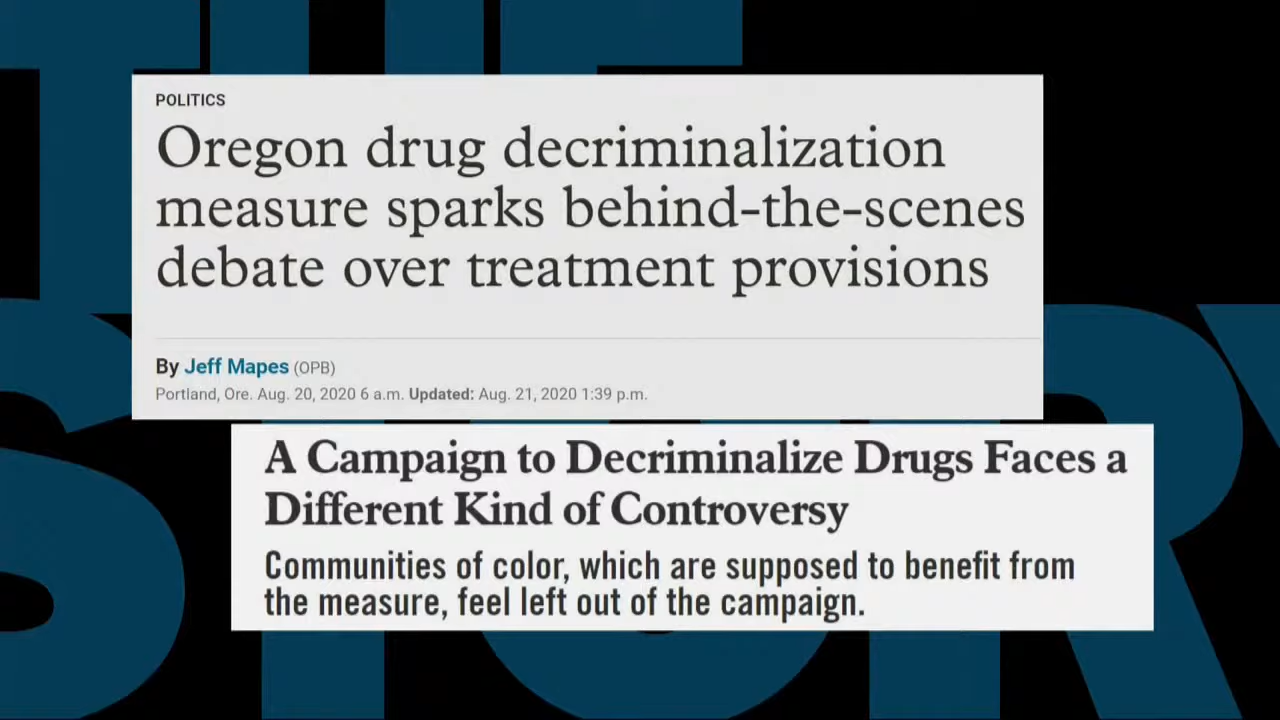 THE
STORY
POLITICS
Oregon drug decriminalization
measure sparks behind-the-scenes
debate over treatment provisions
By Jeff Mapes (OPB)
Portland, Ore. Aug. 20, 2020 6 a.m. Updated: Aug. 21, 2020 1:39 p.m.
A Campaign to Decriminalize Drugs Faces a
Different Kind of Controversy
Communities of color, which are supposed to benefit from
the measure, feel left out of the campaign.